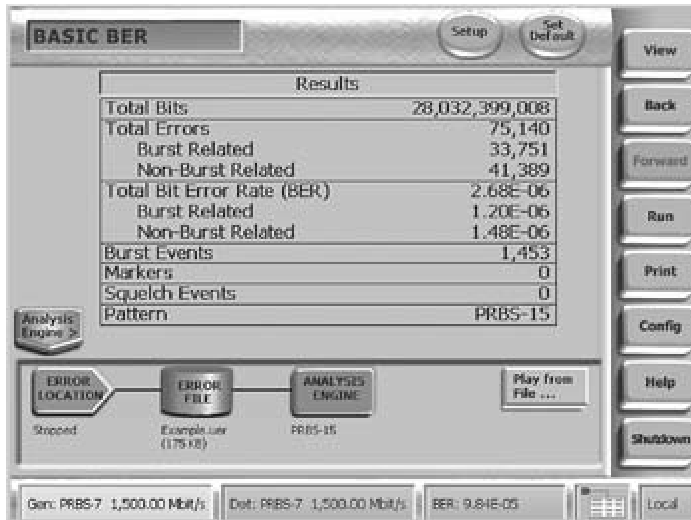 BASIC BER
Setup
Set Default
View
Results
Total Bits 28,032,399,008
Total Errors 75,140
Burst Related 33,751
Non-Burst Related 41,389
Total Bit Error Rate (BER) 2.68E-06
Burst Related 1.20E-06
Non-Burst Related 1.48E-06
Burst Events 1,453
Markers 0
Squelch Events 0
Pattern PRBS-15
Back
Forward
Run
Print
Config
Help
Shutdown
Analysis
Engine >
ERROR
LOCATION
ERROR
FILE
ANALYSIS
ENGINE
Play from
File ...
Stopped
Example.uer
(175 KB)
PRBS-15
Gen: PRBS-7 1,500.00 Mbit/s
Det: PRBS-7 1,500.00 Mbit/s
BER: 9.84E-05
Local